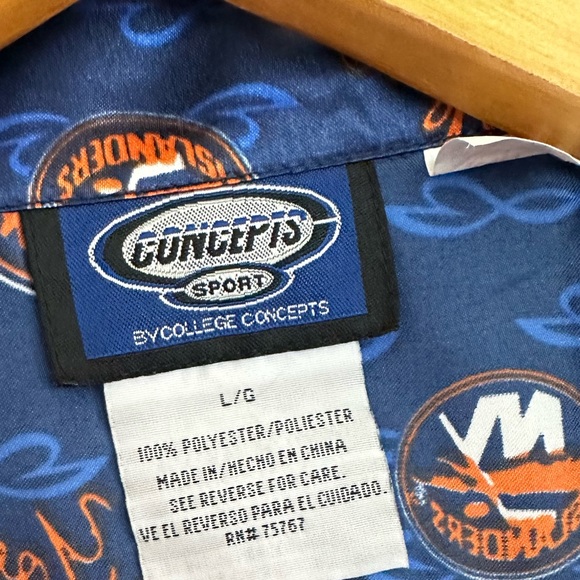 ISLANDERS
CONCEPTS
SPORT
BY COLLEGE CONCEPTS
L/G
100% POLYESTER/POLIESTER
MADE IN/HECHO EN CHINA
SEE REVERSE FOR CARE.
VE EL REVERSO PARA EL CUIDADO.
RN# 75767
NY
ISLANDERS